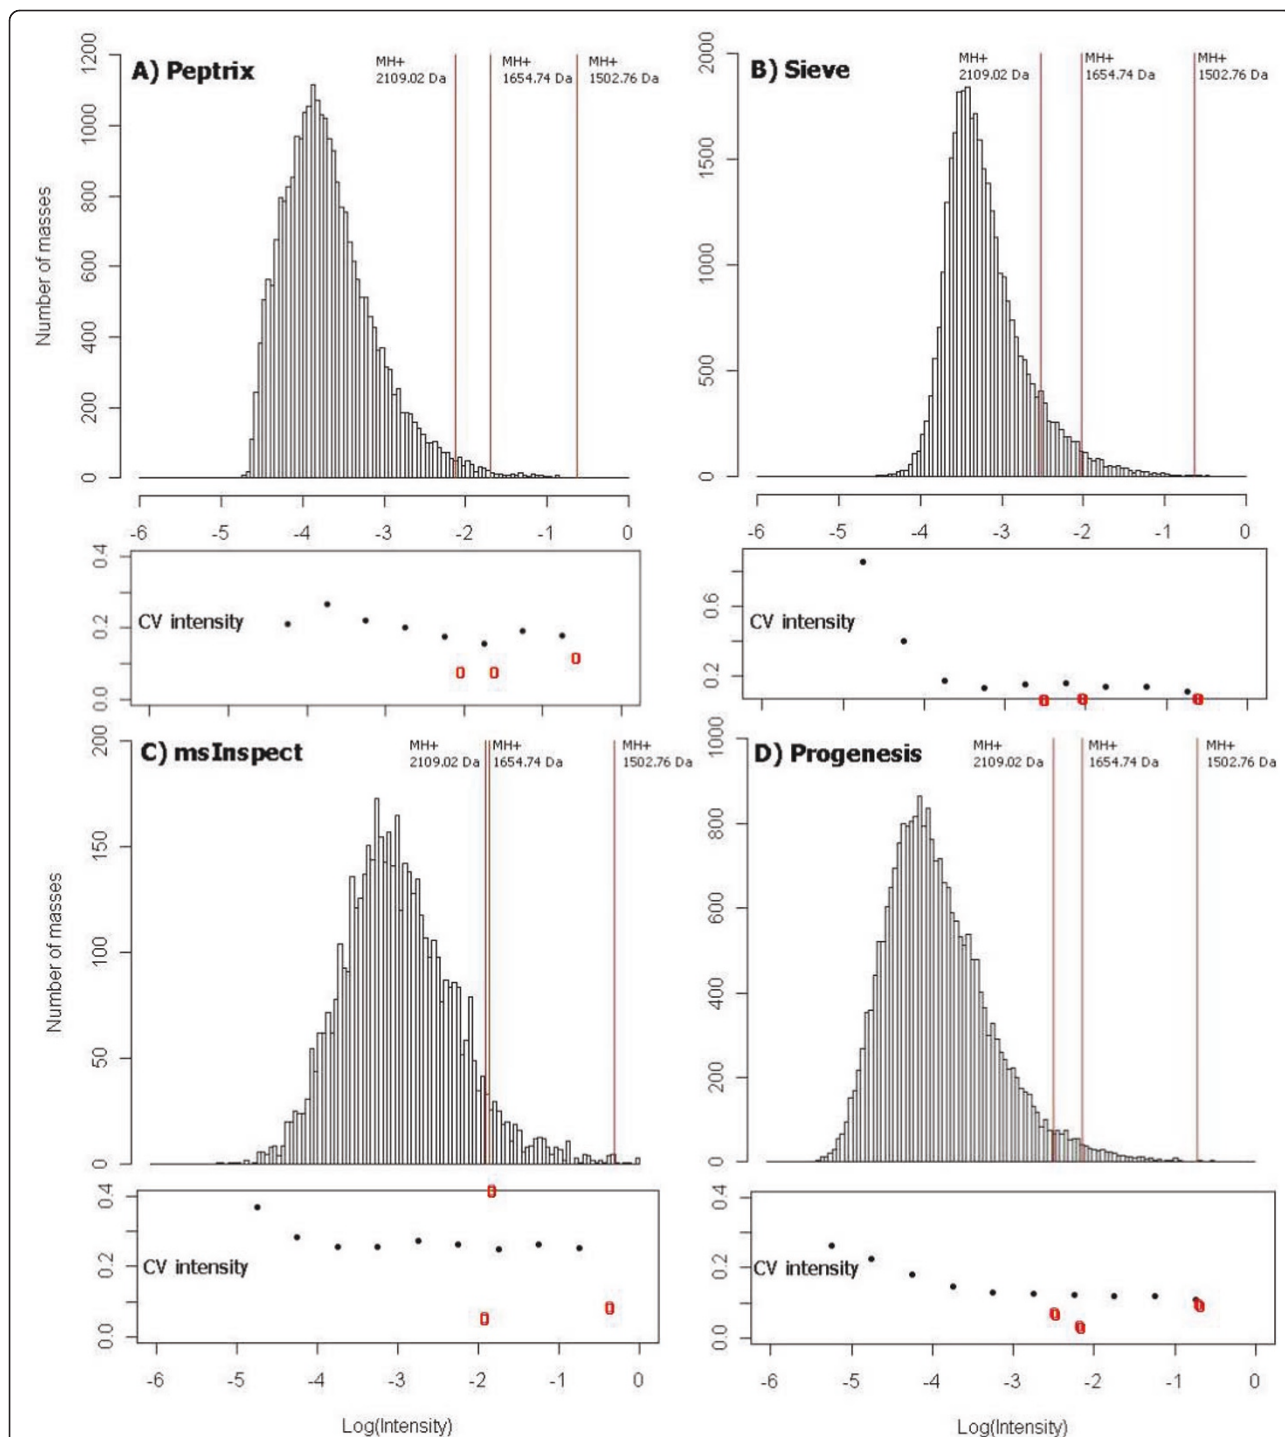 A) Peptrix
MH+
2109.02 Da
MH+
1654.74 Da
MH+
1502.76 Da
Number of masses
1200
1000
800
600
400
200
0
-6 -5 -4 -3 -2 -1 0
CV intensity
0.4
0.2
0.0
B) Sieve
MH+
2109.02 Da
MH+
1654.74 Da
MH+
1502.76 Da
2000
1500
1000
500
0
-6 -5 -4 -3 -2 -1 0
CV intensity
0.6
0.2
C) msInspect
MH+
2109.02 Da
MH+
1654.74 Da
MH+
1502.76 Da
Number of masses
200
150
100
50
0
CV intensity
0.4
0.2
0.0
-6 -5 -4 -3 -2 -1 0
Log(Intensity)
D) Progenesis
MH+
2109.02 Da
MH+
1654.74 Da
MH+
1502.76 Da
1000
800
600
400
200
0
CV intensity
0.4
0.2
0.0
-6 -5 -4 -3 -2 -1 0
Log(Intensity)